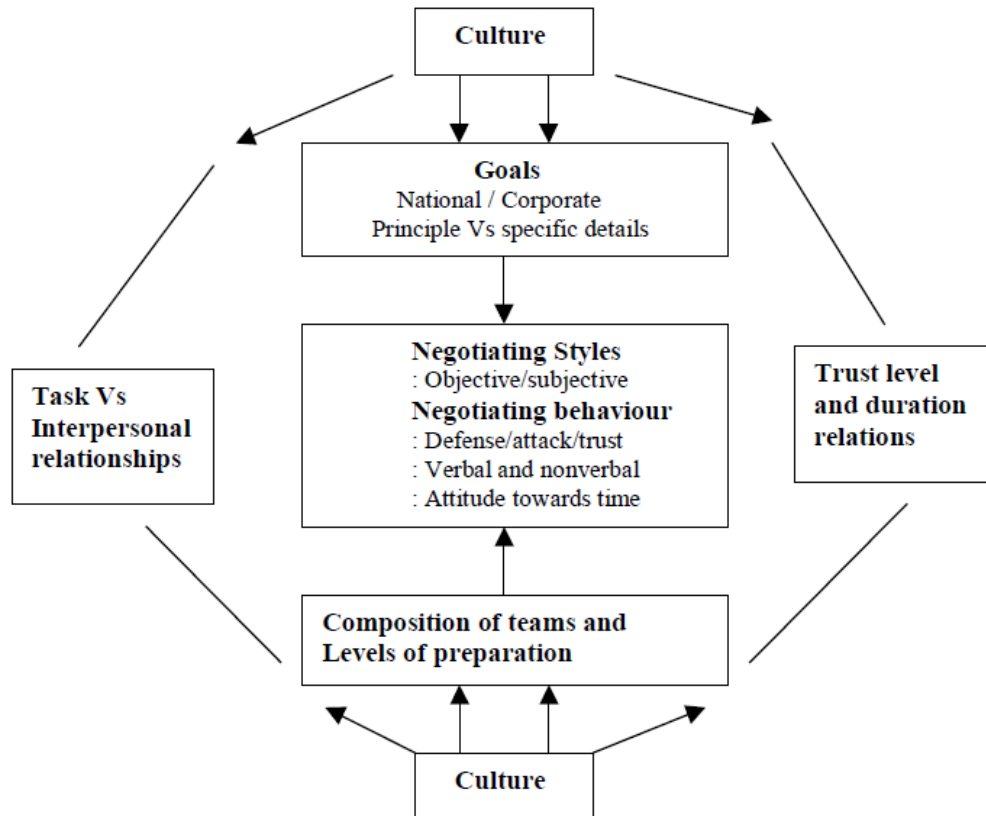 Culture
Goals
National / Corporate
Principle Vs specific details
Negotiating Styles
: Objective/subjective
Negotiating behaviour
: Defense/attack/trust
: Verbal and nonverbal
: Attitude towards time
Task Vs
Interpersonal
relationships
Trust level
and duration
relations
Composition of teams and
Levels of preparation
Culture